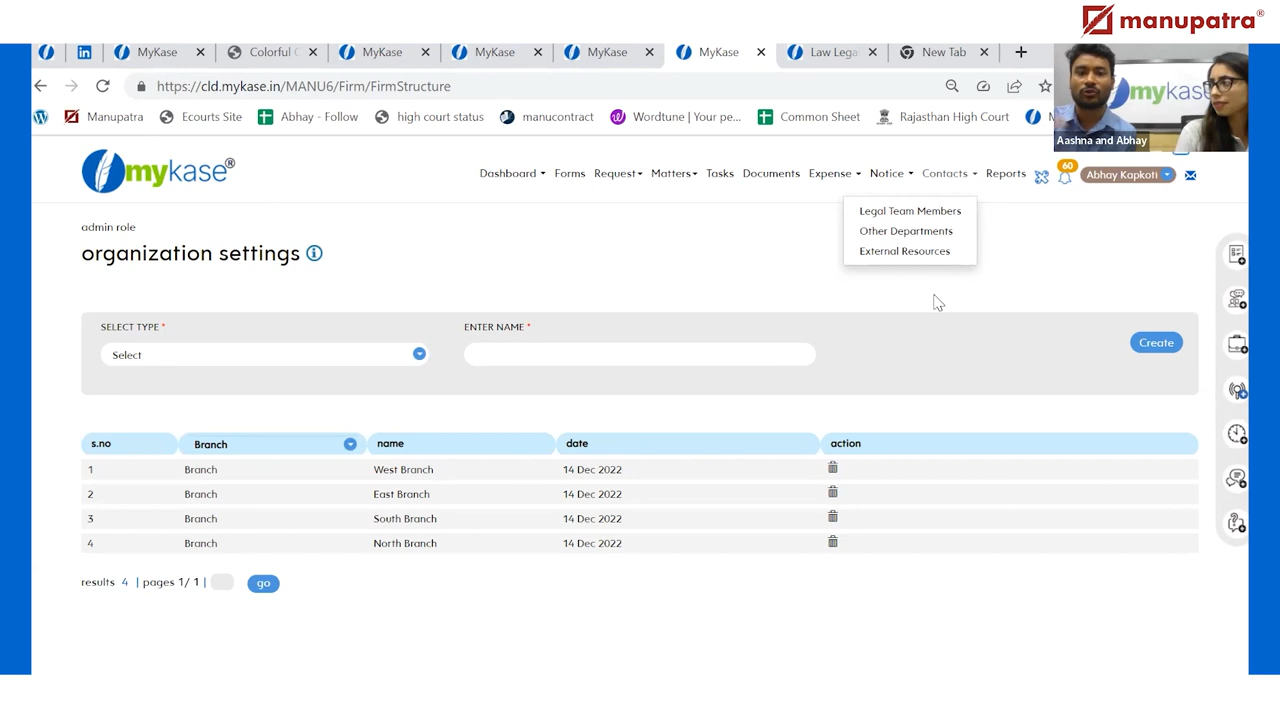 manupatra®
MyKase
Colorful
MyKase
MyKase
MyKase
MyKase
Law Lega
New Tab
https://cld.mykase.in/MANU6/Firm/FirmStructure
Manupatra
Ecourts Site
Abhay - Follow
high court status
manucontract
Wordtune | Your pe...
Common Sheet
Rajasthan High Court
Aashna and Abhay
mykase®
Dashboard
Forms
Request
Matters
Tasks
Documents
Expense
Notice
Contacts
Reports
60
Abhay Kapkoti
Legal Team Members
Other Departments
External Resources
admin role
organization settings
SELECT TYPE *
ENTER NAME *
Select
Create
s.no Branch name date action
1 Branch West Branch 14 Dec 2022
2 Branch East Branch 14 Dec 2022
3 Branch South Branch 14 Dec 2022
4 Branch North Branch 14 Dec 2022
results 4 | pages 1/ 1 | go